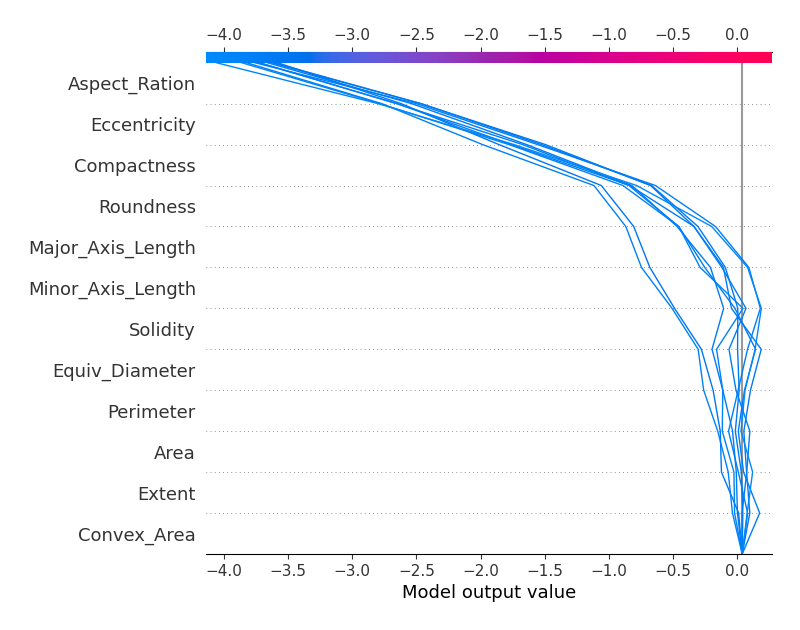 −4.0 −3.5 −3.0 −2.5 −2.0 −1.5 −1.0 −0.5 0.0
Aspect_Ration
Eccentricity
Compactness
Roundness
Major_Axis_Length
Minor_Axis_Length
Solidity
Equiv_Diameter
Perimeter
Area
Extent
Convex_Area
−4.0 −3.5 −3.0 −2.5 −2.0 −1.5 −1.0 −0.5 0.0
Model output value